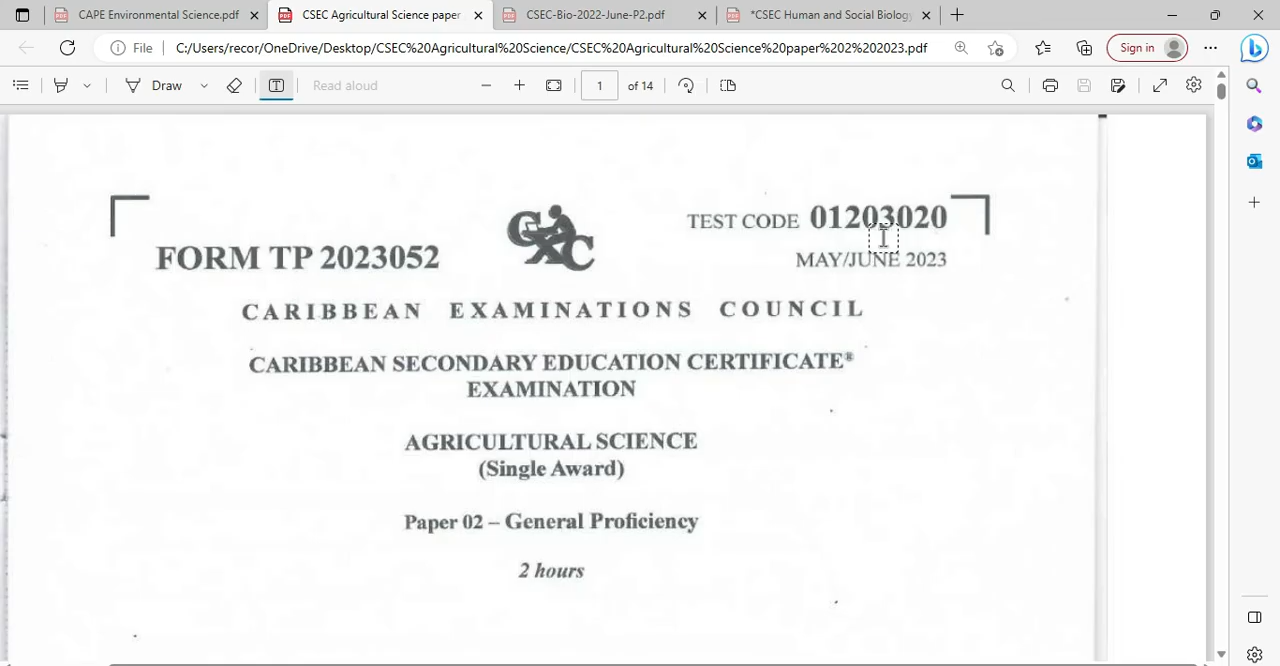 CAPE Environmental Science.pdf
CSEC Agricultural Science paper
CSEC-Bio-2022-June-P2.pdf
*CSEC Human and Social Biology
File
C:/Users/recor/OneDrive/Desktop/CSEC%20Agricultural%20Science/CSEC%20Agricultural%20Science%20paper%202%202023.pdf
Sign in
Draw
Read aloud
1
of 14
CXC
TEST CODE 01203020
FORM TP 2023052
MAY/JUNE 2023
CARIBBEAN EXAMINATIONS COUNCIL
CARIBBEAN SECONDARY EDUCATION CERTIFICATE®
EXAMINATION
AGRICULTURAL SCIENCE
(Single Award)
Paper 02 – General Proficiency
2 hours